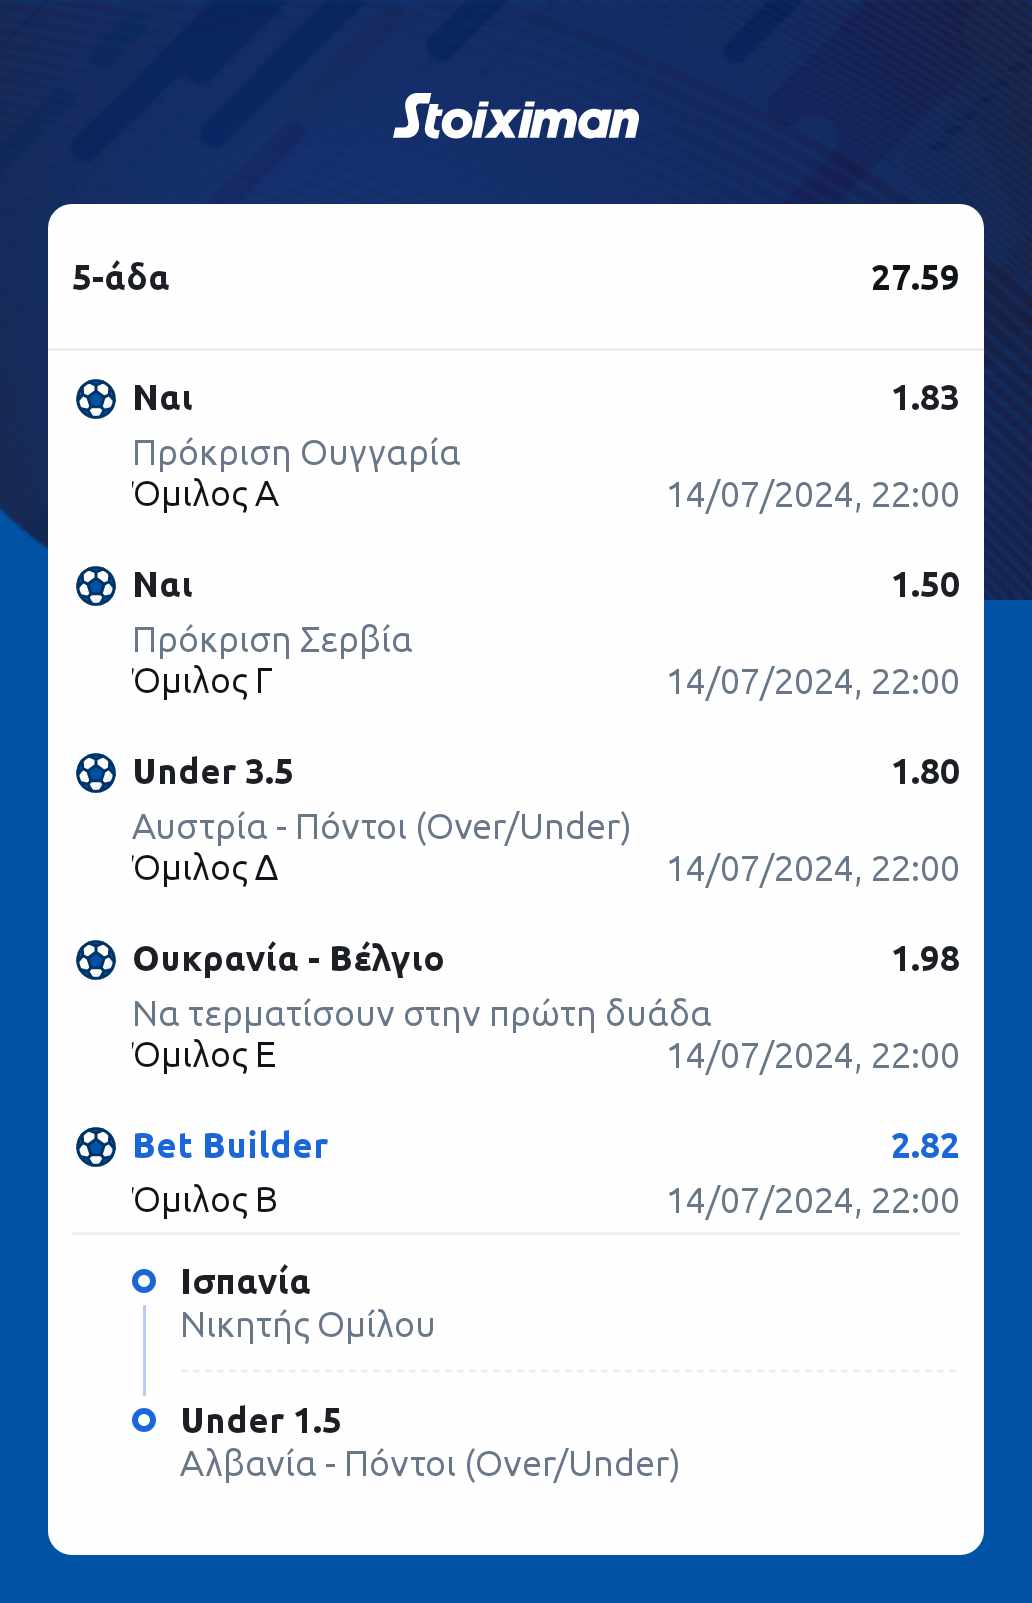 Stoiximan
5-άδα 27.59
Ναι 1.83
Πρόκριση Ουγγαρία
Όμιλος Α 14/07/2024, 22:00
Ναι 1.50
Πρόκριση Σερβία
Όμιλος Γ 14/07/2024, 22:00
Under 3.5 1.80
Αυστρία - Πόντοι (Over/Under)
Όμιλος Δ 14/07/2024, 22:00
Ουκρανία - Βέλγιο 1.98
Να τερματίσουν στην πρώτη δυάδα
Όμιλος Ε 14/07/2024, 22:00
Bet Builder 2.82
Όμιλος Β 14/07/2024, 22:00
Ισπανία
Νικητής Ομίλου
Under 1.5
Αλβανία - Πόντοι (Over/Under)